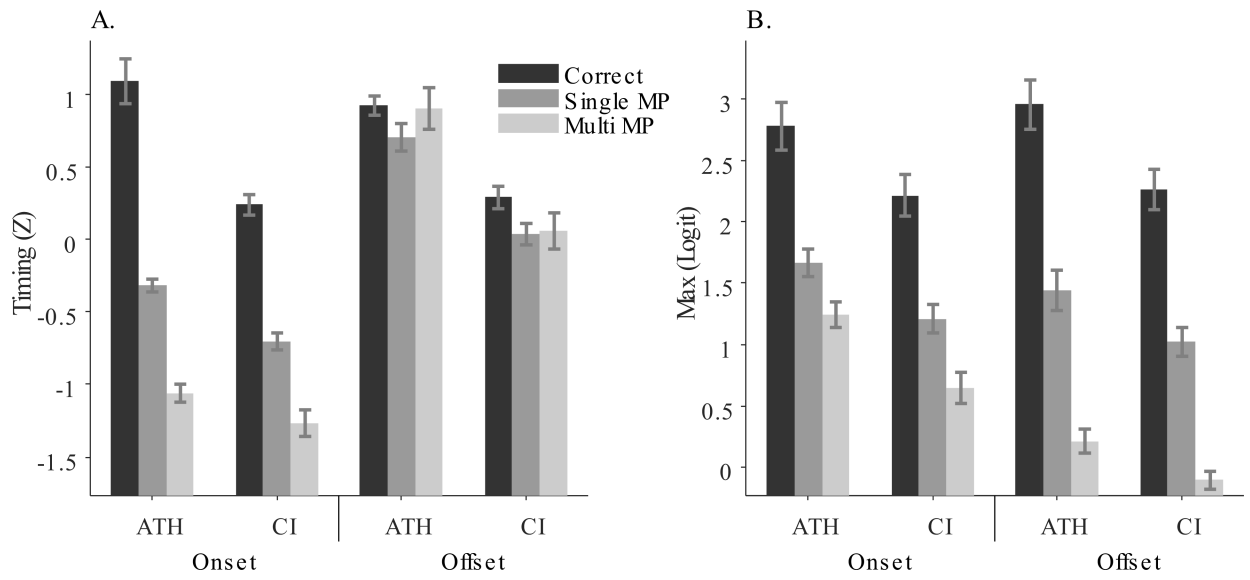 A.
Timing (Z)
1
0.5
0
-0.5
-1
-1.5
Correct
Single MP
Multi MP
ATH
CI
ATH
CI
Onset
Offset
B.
Max (Logit)
3
2.5
2
1.5
1
0.5
0
ATH
CI
ATH
CI
Onset
Offset